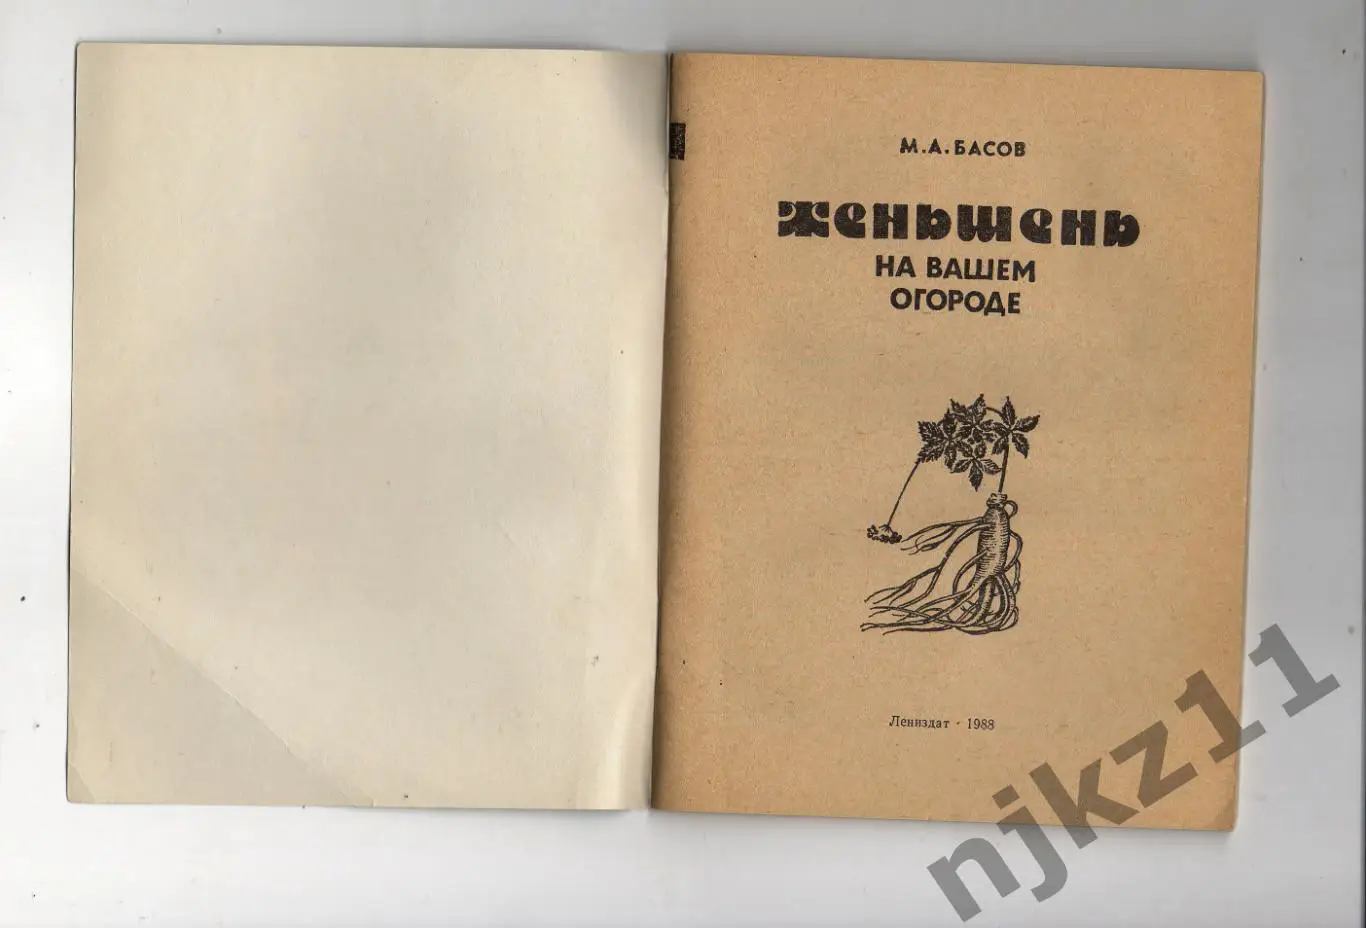 М.А.БАСОВ
женьшень
НА ВАШЕМ
ОГОРОДЕ
Лениздат · 1988
njkz11